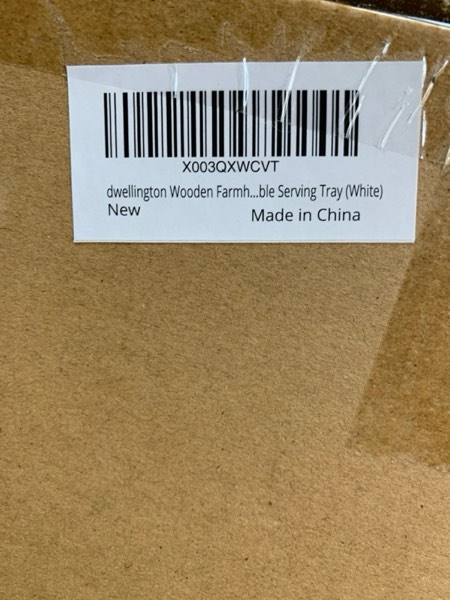 X003QXWCVT
dwellington Wooden Farmh...ble Serving Tray (White)
New
Made in China